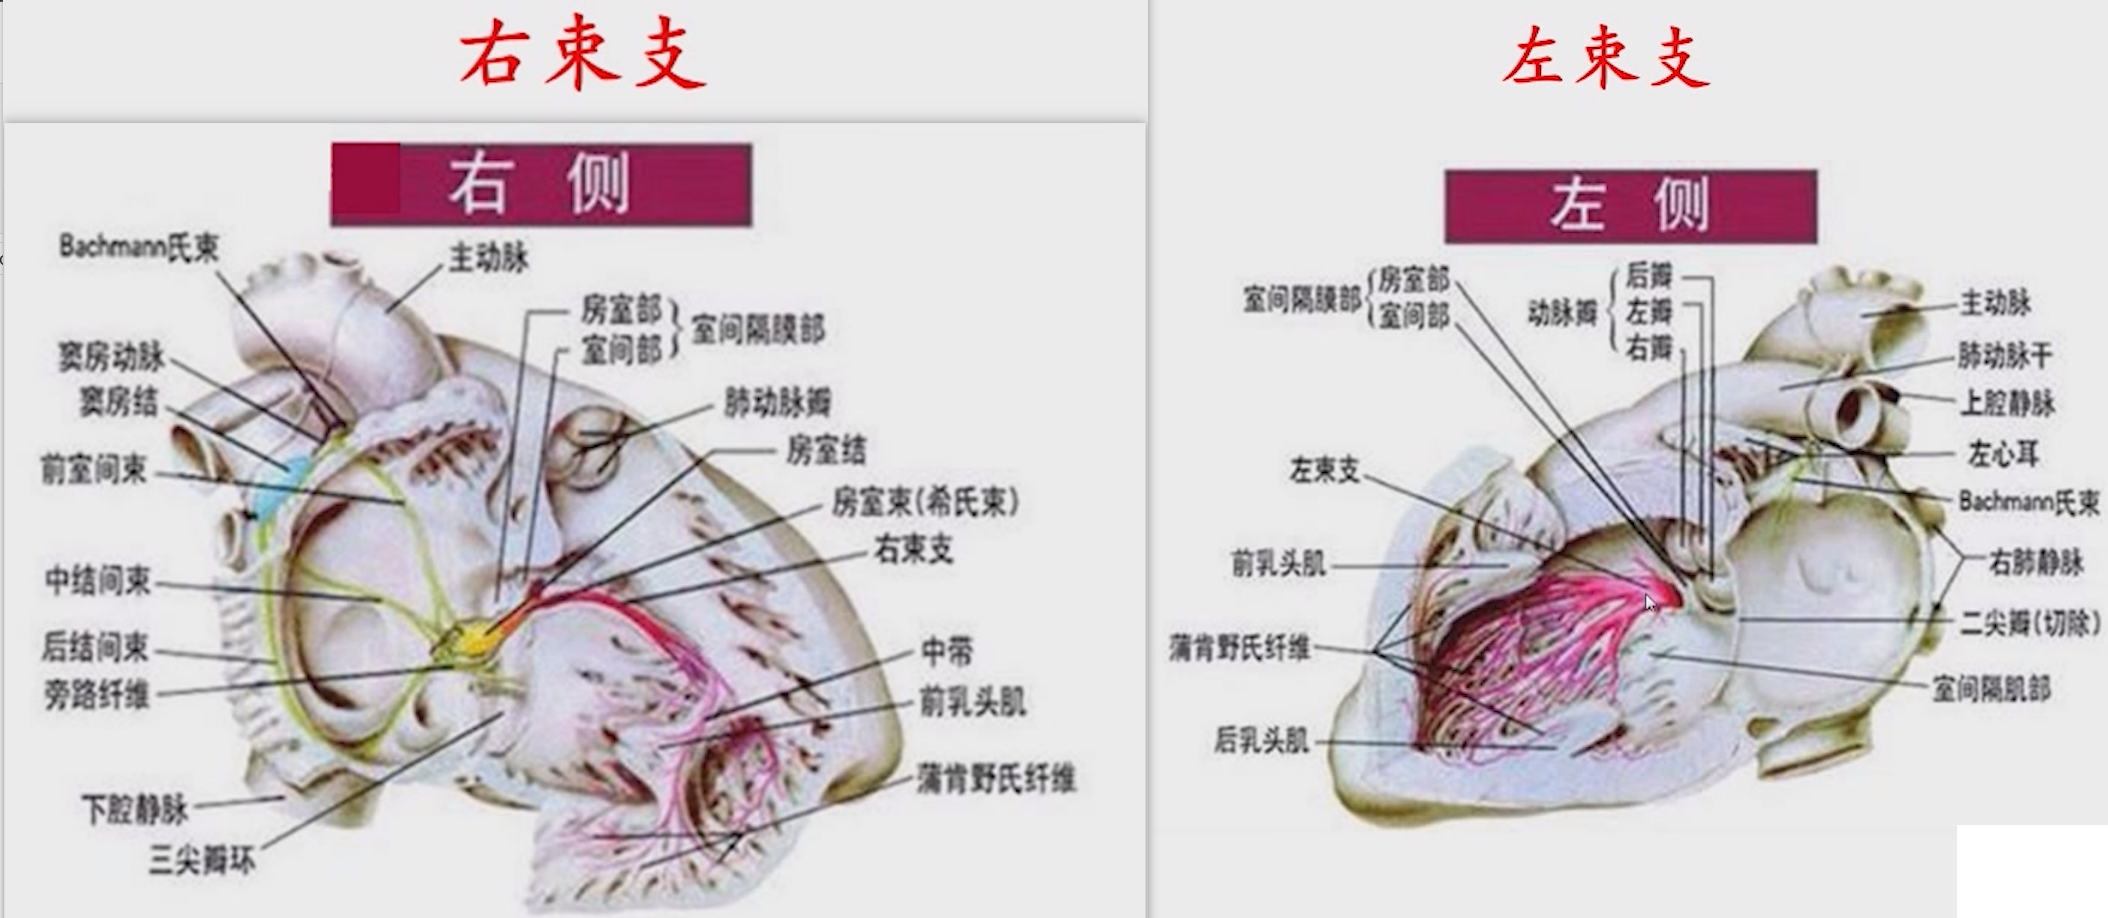 右束支
右 侧
Bachmann氏束
主动脉
房室部
室间部
室间隔膜部
窦房动脉
窦房结
肺动脉瓣
房室结
前室间束
房室束(希氏束)
右束支
中结间束
后结间束
中带
旁路纤维
前乳头肌
蒲肯野氏纤维
下腔静脉
三尖瓣环
左束支
左 侧
室间隔膜部
房室部
室间部
动脉瓣
后瓣
左瓣
右瓣
主动脉
肺动脉干
上腔静脉
左心耳
左束支
Bachmann氏束
前乳头肌
右肺静脉
二尖瓣(切除)
蒲肯野氏纤维
室间隔肌部
后乳头肌